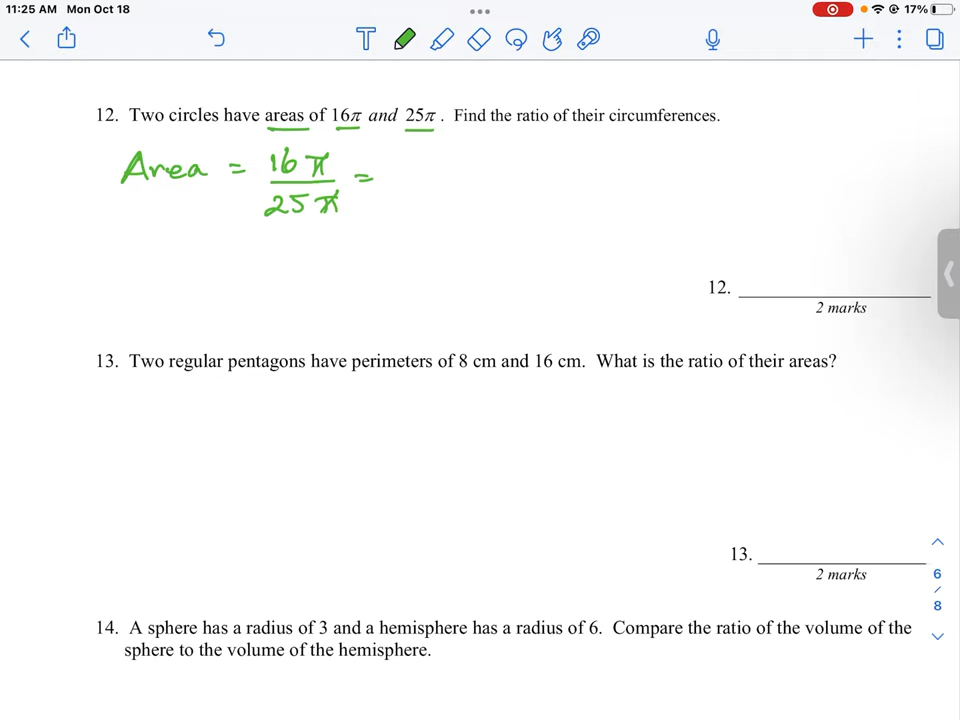 11:25 AM Mon Oct 18
17%
T
12. Two circles have areas of 16π and 25π. Find the ratio of their circumferences.
Area = 16π / 25π =
12. ____________________
2 marks
13. Two regular pentagons have perimeters of 8 cm and 16 cm. What is the ratio of their areas?
13. ____________________
2 marks
6
/
8
14. A sphere has a radius of 3 and a hemisphere has a radius of 6. Compare the ratio of the volume of the
sphere to the volume of the hemisphere.